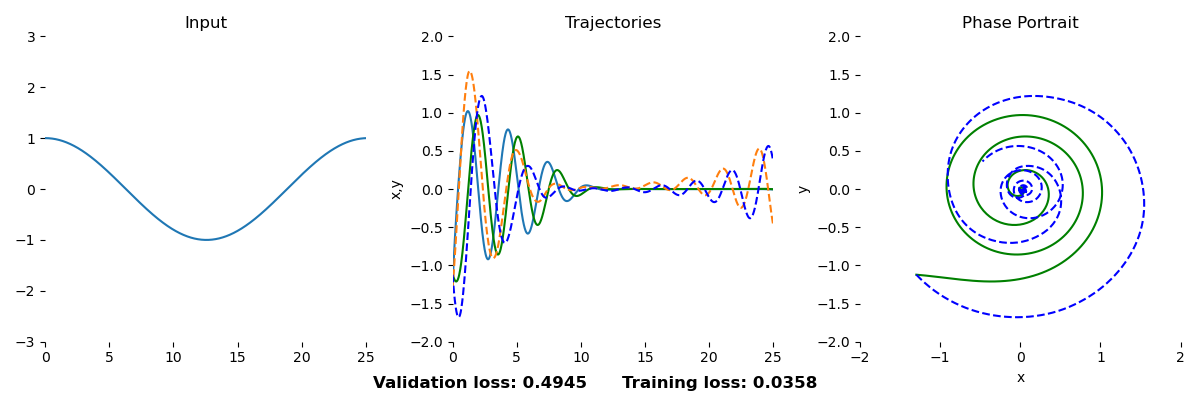 Input
3
2
1
0
−1
−2
−3
0 5 10 15 20 25
Trajectories
x,y
2.0
1.5
1.0
0.5
0.0
−0.5
−1.0
−1.5
−2.0
0 5 10 15 20 25
Phase Portrait
y
2.0
1.5
1.0
0.5
0.0
−0.5
−1.0
−1.5
−2.0
−2 −1 0 1 2
x
Validation loss: 0.4945 Training loss: 0.0358